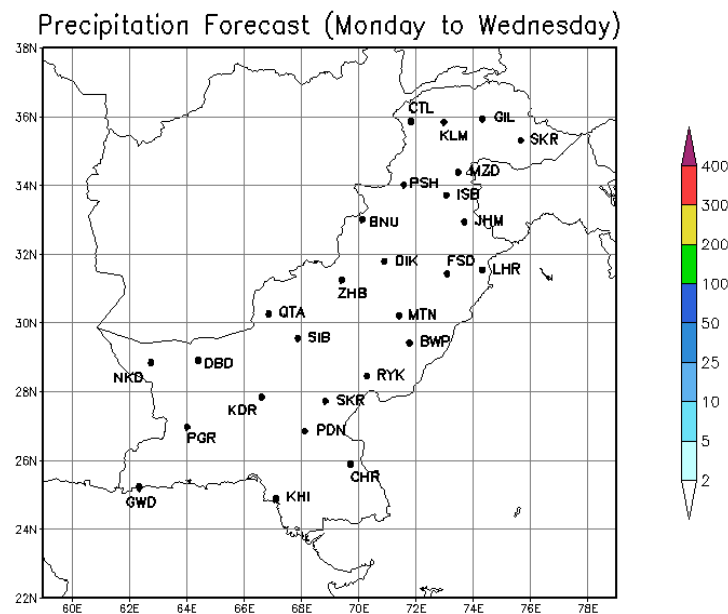 Precipitation Forecast (Monday to Wednesday)
38N
36N
34N
32N
30N
28N
26N
24N
22N
60E
62E
64E
66E
68E
70E
72E
74E
76E
78E
CTL
KLM
GIL
SKR
MZD
PSH
ISB
BNU
JHM
DIK
FSD
LHR
ZHB
QTA
MTN
SIB
BWP
NKD
DBD
RYK
KDR
SKR
PGR
PDN
CHR
GWD
KHI
400
300
200
100
50
25
10
5
2